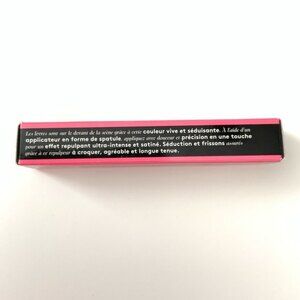 Les lèvres sont sur le devant de la scène grâce à cette couleur vive et séduisante. À l'aide d'un
applicateur en forme de spatule, appliquez avec douceur et précision en une touche
pour un effet repulpant ultra-intense et satiné. Séduction et frissons assurés
grâce à ce repulpeur à croquer, agréable et longue tenue.